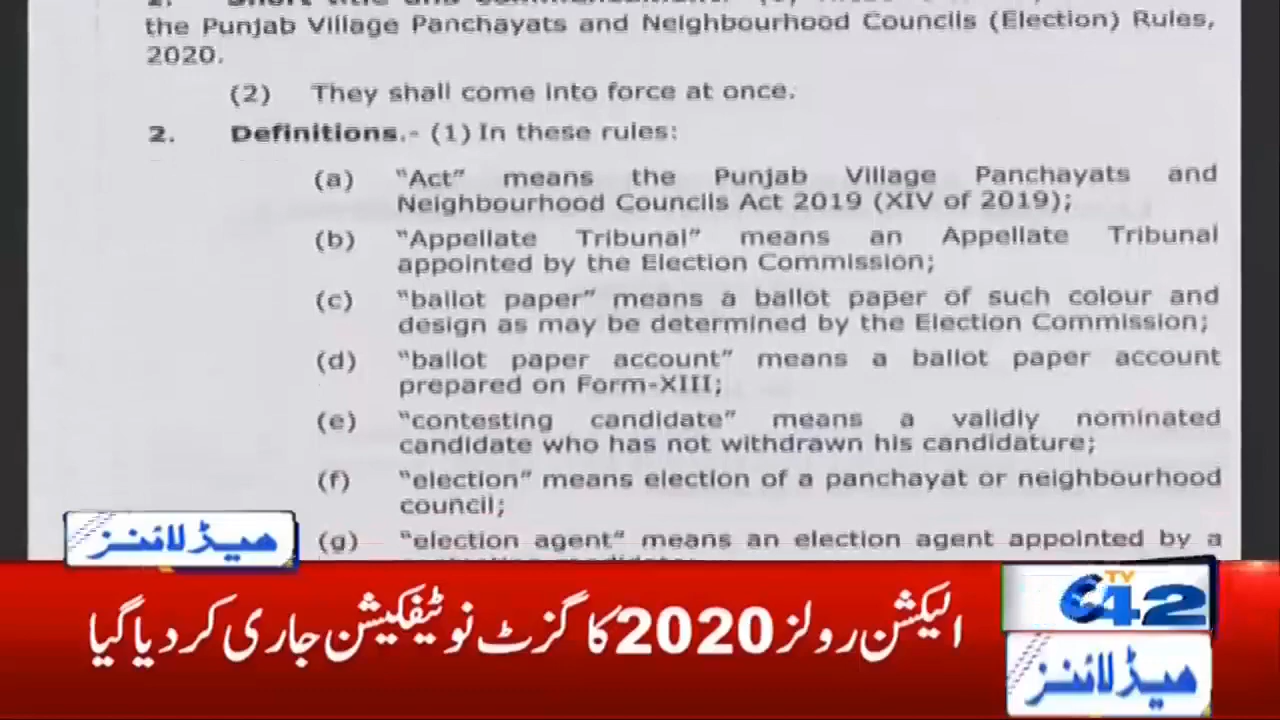 the Punjab Village Panchayats and Neighbourhood Councils (Election) Rules,
2020.
(2) They shall come into force at once.
2. Definitions.- (1) In these rules:
(a) "Act" means the Punjab Village Panchayats and
Neighbourhood Councils Act 2019 (XIV of 2019);
(b) "Appellate Tribunal" means an Appellate Tribunal
appointed by the Election Commission;
(c) "ballot paper" means a ballot paper of such colour and
design as may be determined by the Election Commission;
(d) "ballot paper account" means a ballot paper account
prepared on Form-XIII;
(e) "contesting candidate" means a validly nominated
candidate who has not withdrawn his candidature;
(f) "election" means election of a panchayat or neighbourhood
council;
(g) "election agent" means an election agent appointed by a
ہیڈلائنز
TV
C42
الیکشن رولز 2020 کا گزٹ نوٹیفکیشن جاری کر دیا گیا
ہیڈلائنز